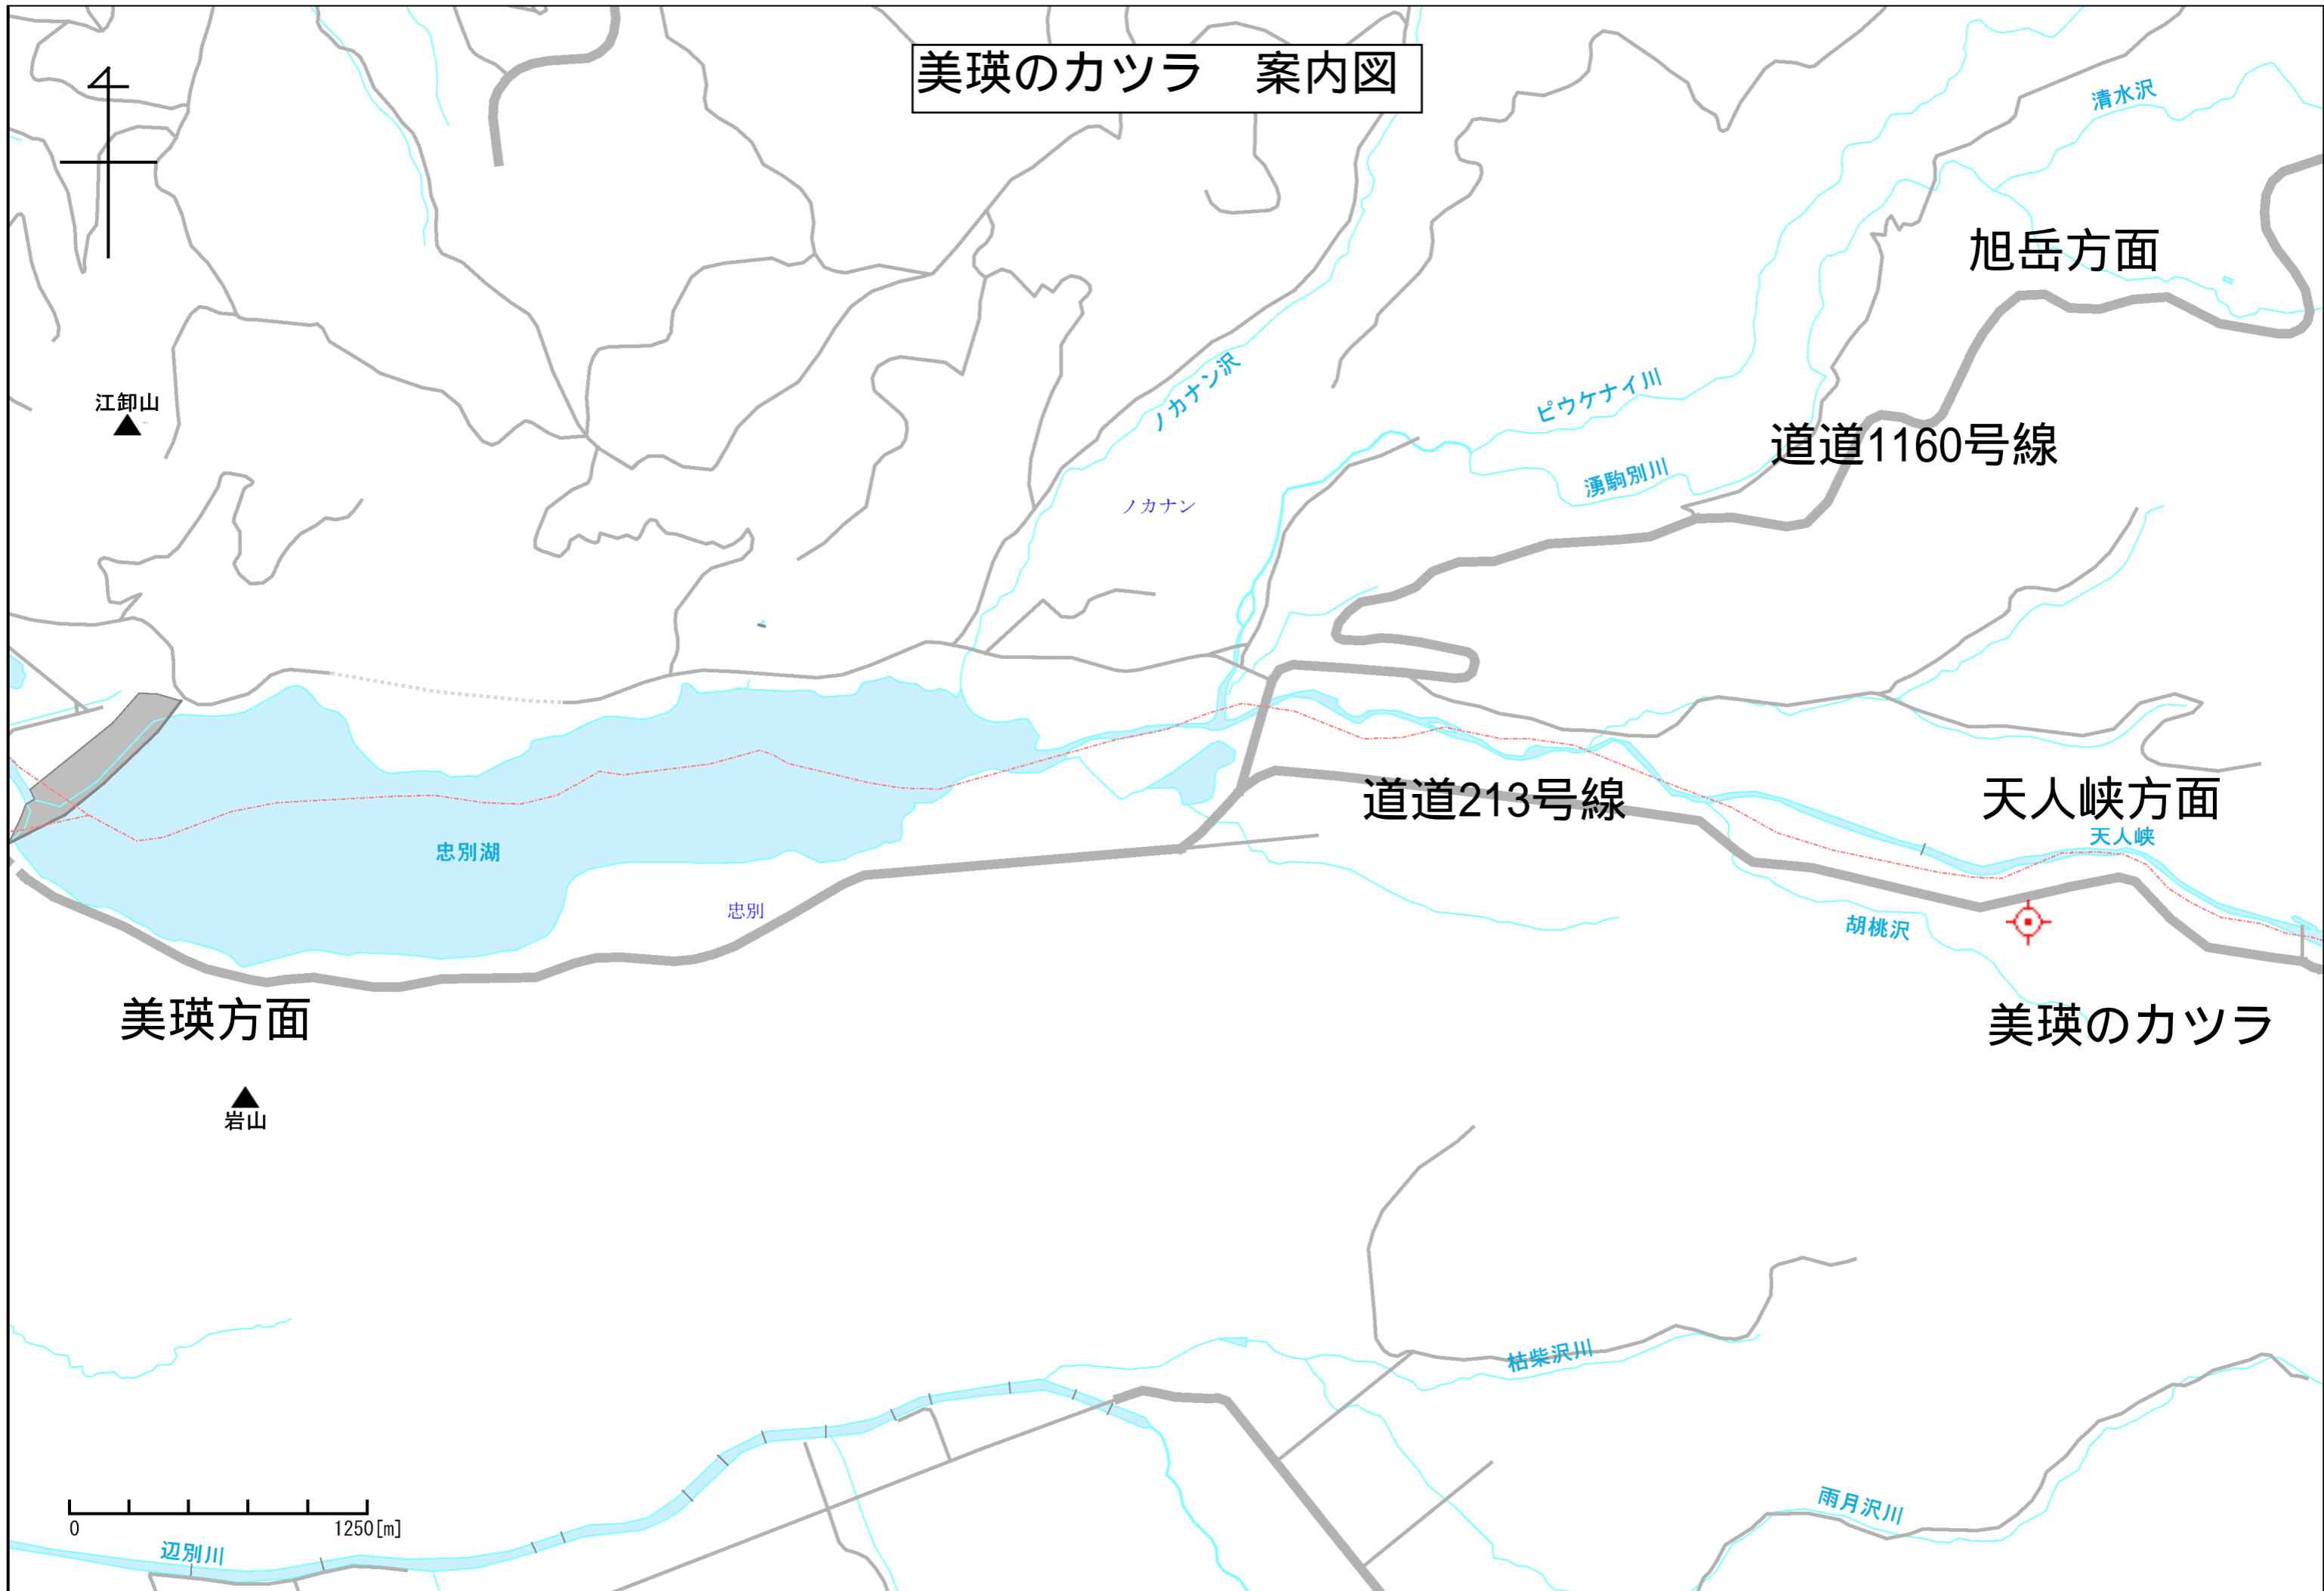 美瑛のカツラ　案内図
清水沢
旭岳方面
ノカナン沢
ピウケナイ川
江卸山
道道1160号線
湧駒別川
ノカナン
道道213号線
天人峡方面
天人峡
忠別湖
忠別
胡桃沢
美瑛方面
美瑛のカツラ
岩山
枯柴沢川
雨月沢川
0
1250[m]
辺別川